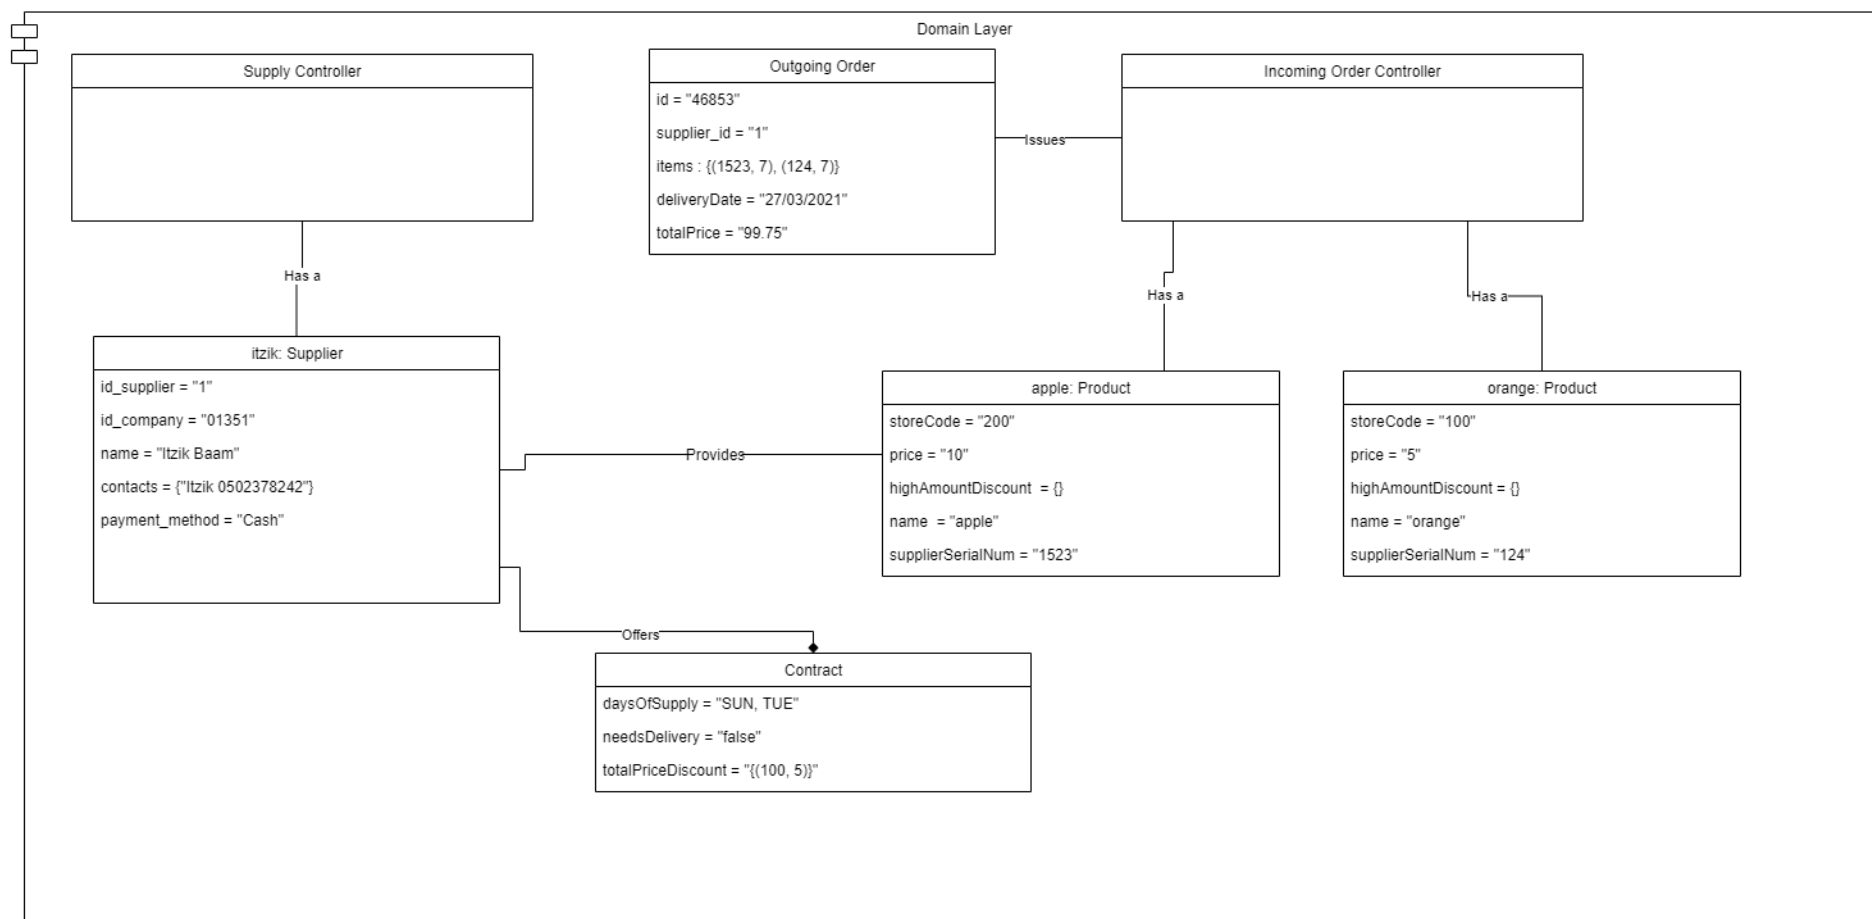 Domain Layer
Supply Controller
Outgoing Order
id = "46853"
supplier_id = "1"
items : {(1523, 7), (124, 7)}
deliveryDate = "27/03/2021"
totalPrice = "99.75"
Issues
Incoming Order Controller
Has a
Has a
Has a
itzik: Supplier
id_supplier = "1"
id_company = "01351"
name = "Itzik Baam"
contacts = {"Itzik 0502378242"}
payment_method = "Cash"
Provides
apple: Product
storeCode = "200"
price = "10"
highAmountDiscount  = {}
name  = "apple"
supplierSerialNum = "1523"
orange: Product
storeCode = "100"
price = "5"
highAmountDiscount = {}
name = "orange"
supplierSerialNum = "124"
Offers
Contract
daysOfSupply = "SUN, TUE"
needsDelivery = "false"
totalPriceDiscount = "{(100, 5)}"